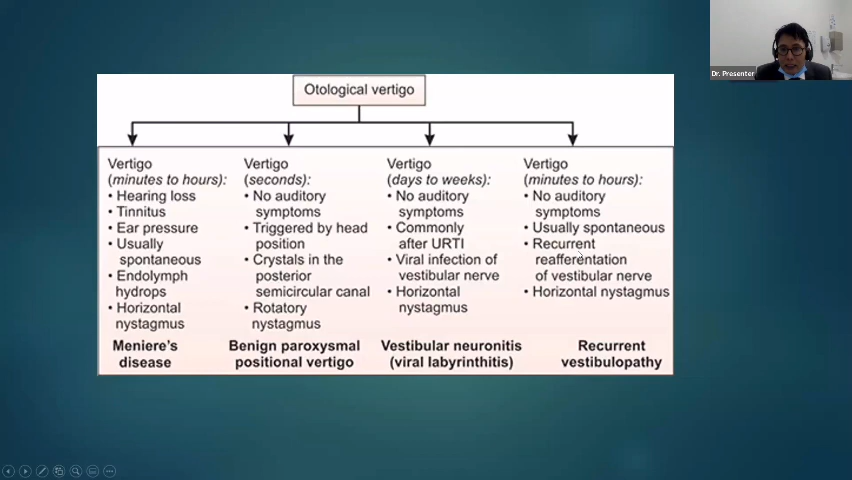 Dr. Presenter
Otological vertigo
Vertigo
(minutes to hours):
• Hearing loss
• Tinnitus
• Ear pressure
• Usually
spontaneous
• Endolymph
hydrops
• Horizontal
nystagmus
Meniere's
disease
Vertigo
(seconds):
• No auditory
symptoms
• Triggered by head
position
• Crystals in the
posterior
semicircular canal
• Rotatory
nystagmus
Benign paroxysmal
positional vertigo
Vertigo
(days to weeks):
• No auditory
symptoms
• Commonly
after URTI
• Viral infection of
vestibular nerve
• Horizontal
nystagmus
Vestibular neuronitis
(viral labyrinthitis)
Vertigo
(minutes to hours):
• No auditory
symptoms
• Usually spontaneous
• Recurrent
reafferentation
of vestibular nerve
• Horizontal nystagmus
Recurrent
vestibulopathy